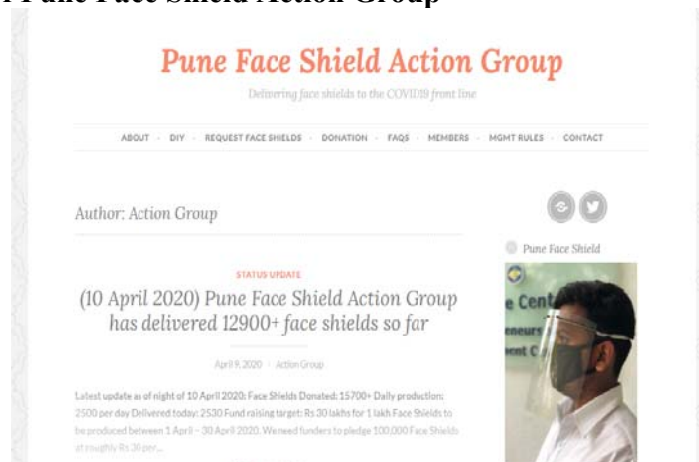 Pune Face Shield Action Group
Pune Face Shield Action Group
Delivering face shields to the COVID19 front line
ABOUT - DIY - REQUEST FACE SHIELDS - DONATION - FAQS - MEMBERS - MGMT RULES - CONTACT
Author: Action Group
Pune Face Shield
STATUS UPDATE
(10 April 2020) Pune Face Shield Action Group
has delivered 12900+ face shields so far
April 9, 2020 - Action Group
Latest update as of night of 10 April 2020: Face Shields Donated: 15700+ Daily production:
2500 per day Delivered today: 2530 Fund raising target: Rs 30 lakhs for 1 lakh Face Shields to
be produced between 1 April – 30 April 2020. We need funders to pledge 100,000 Face Shields
at roughly Rs 30 per...
e Cent
eneurs
ment C